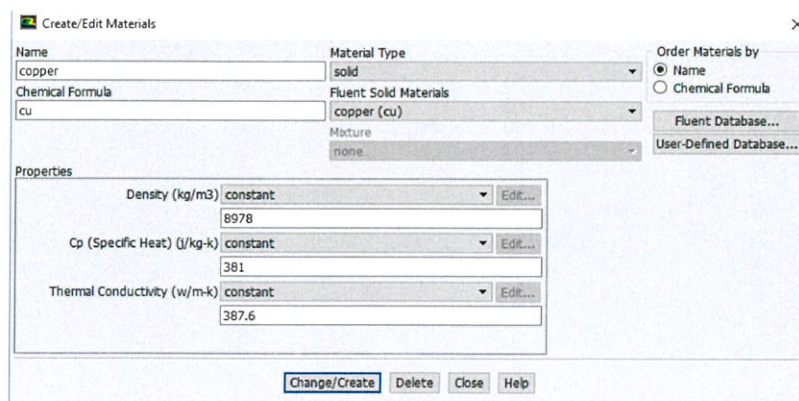 Create/Edit Materials
Name
copper
Chemical Formula
cu
Material Type
solid
Fluent Solid Materials
copper (cu)
Mixture
none
Order Materials by
Name
Chemical Formula
Fluent Database...
User-Defined Database...
Properties
Density (kg/m3) constant Edit...
8978
Cp (Specific Heat) (j/kg-k) constant Edit...
381
Thermal Conductivity (w/m-k) constant Edit...
387.6
Change/Create Delete Close Help